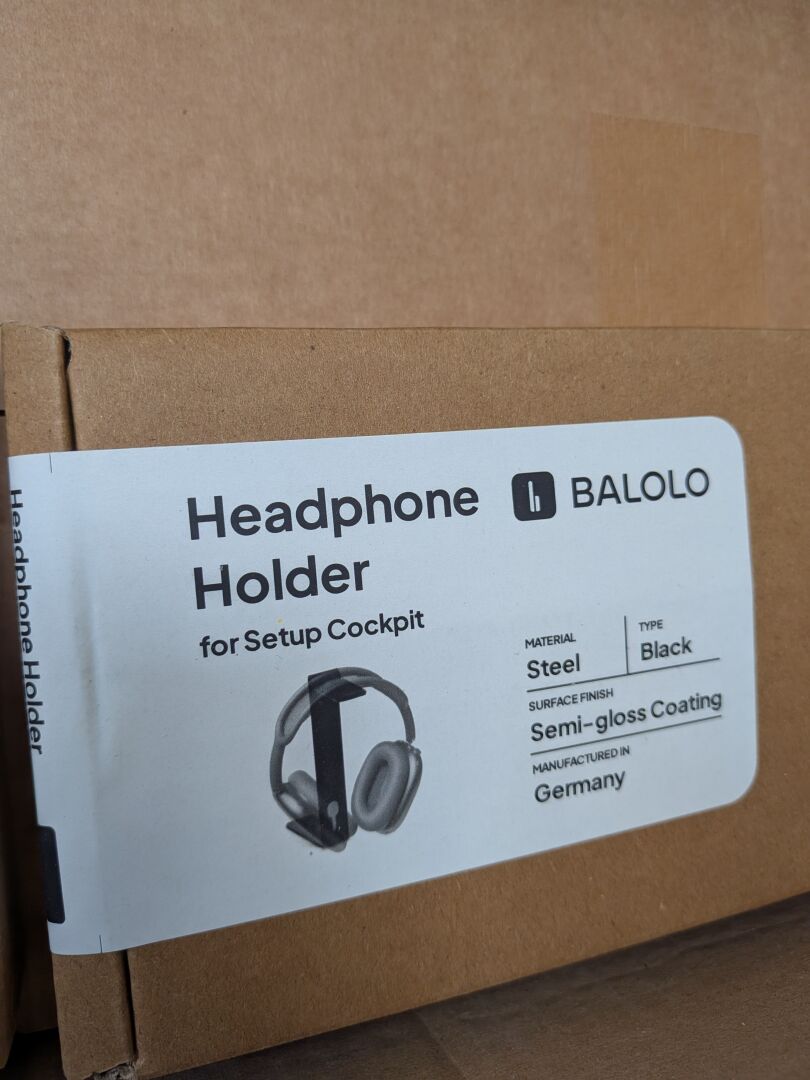 Headphone Holder
Headphone
Holder
for Setup Cockpit
BALOLO
MATERIAL
Steel
TYPE
Black
SURFACE FINISH
Semi-gloss Coating
MANUFACTURED IN
Germany